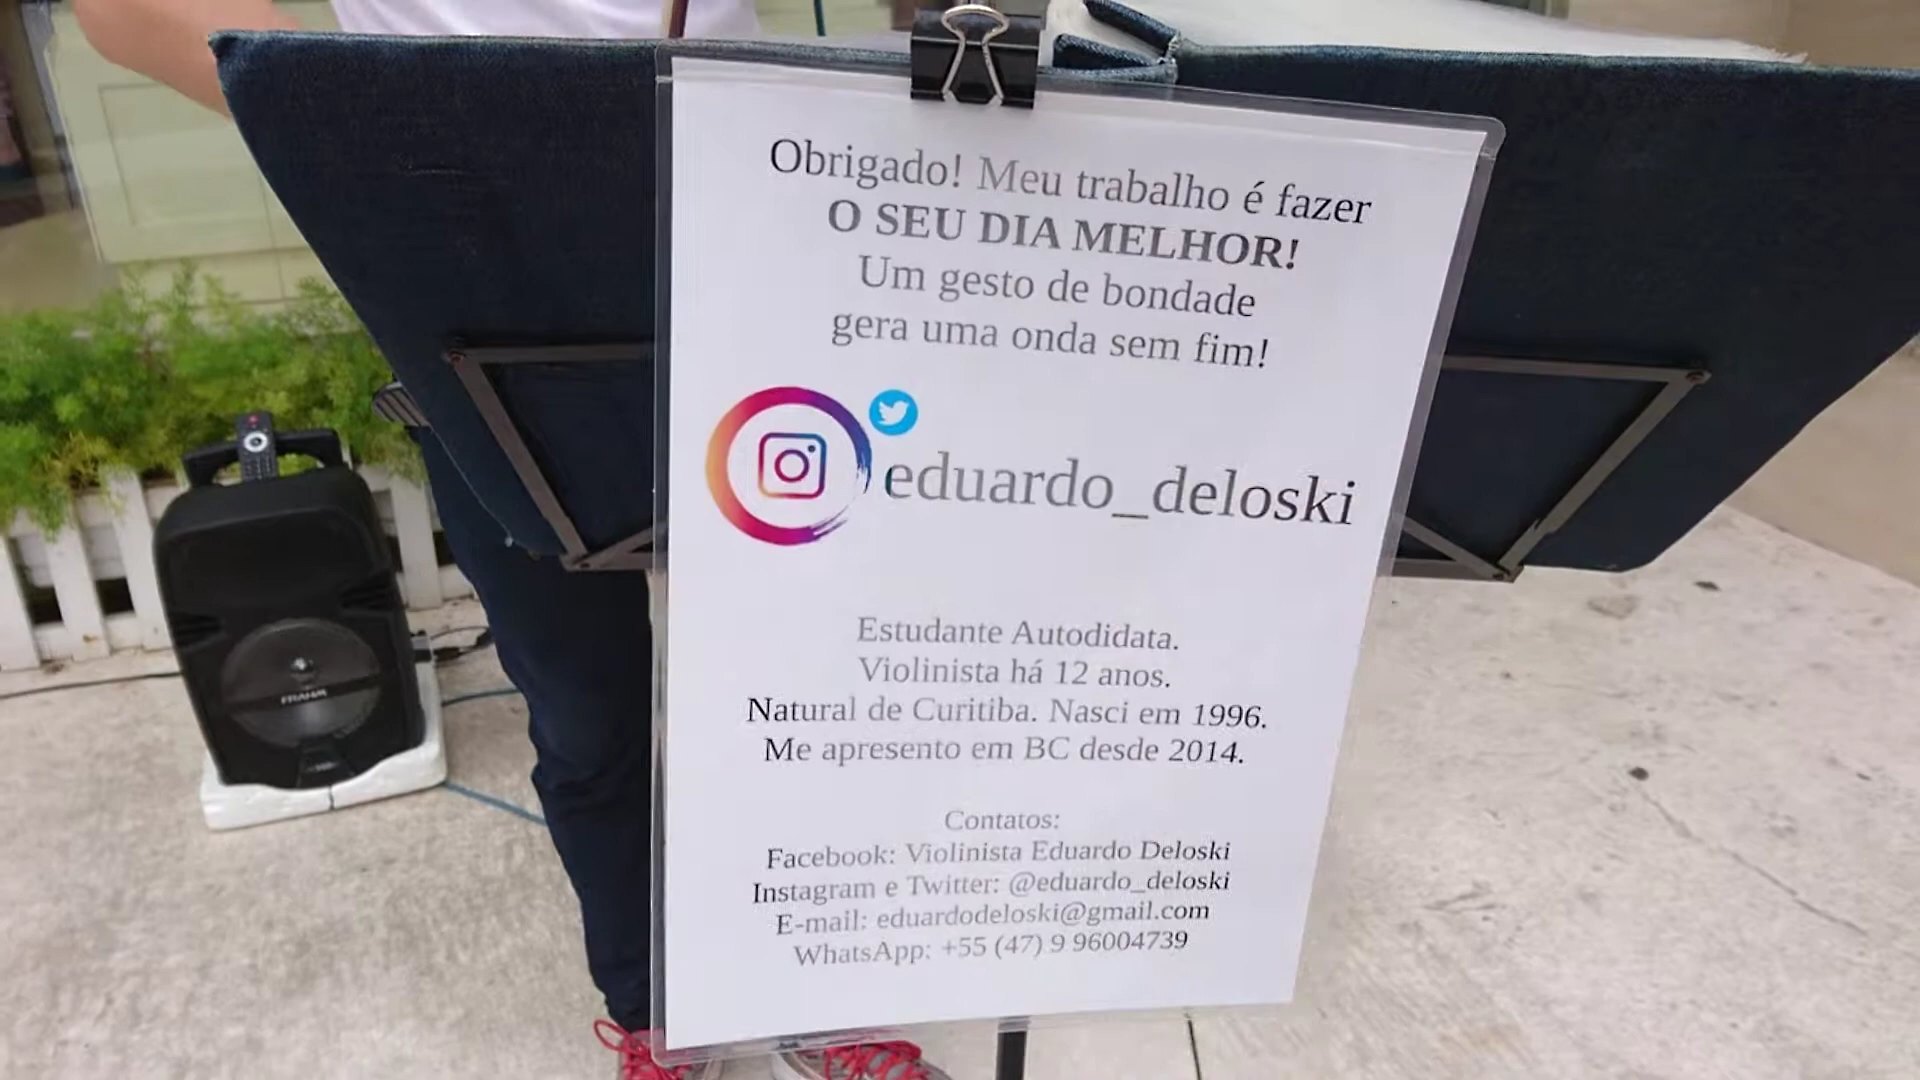 Obrigado! Meu trabalho é fazer
O SEU DIA MELHOR!
Um gesto de bondade
gera uma onda sem fim!
eduardo_deloski
Estudante Autodidata.
Violinista há 12 anos.
Natural de Curitiba. Nasci em 1996.
Me apresento em BC desde 2014.
Contatos:
Facebook: Violinista Eduardo Deloski
Instagram e Twitter: @eduardo_deloski
E-mail: eduardodeloski@gmail.com
WhatsApp: +55 (47) 9 96004739
FRAHM